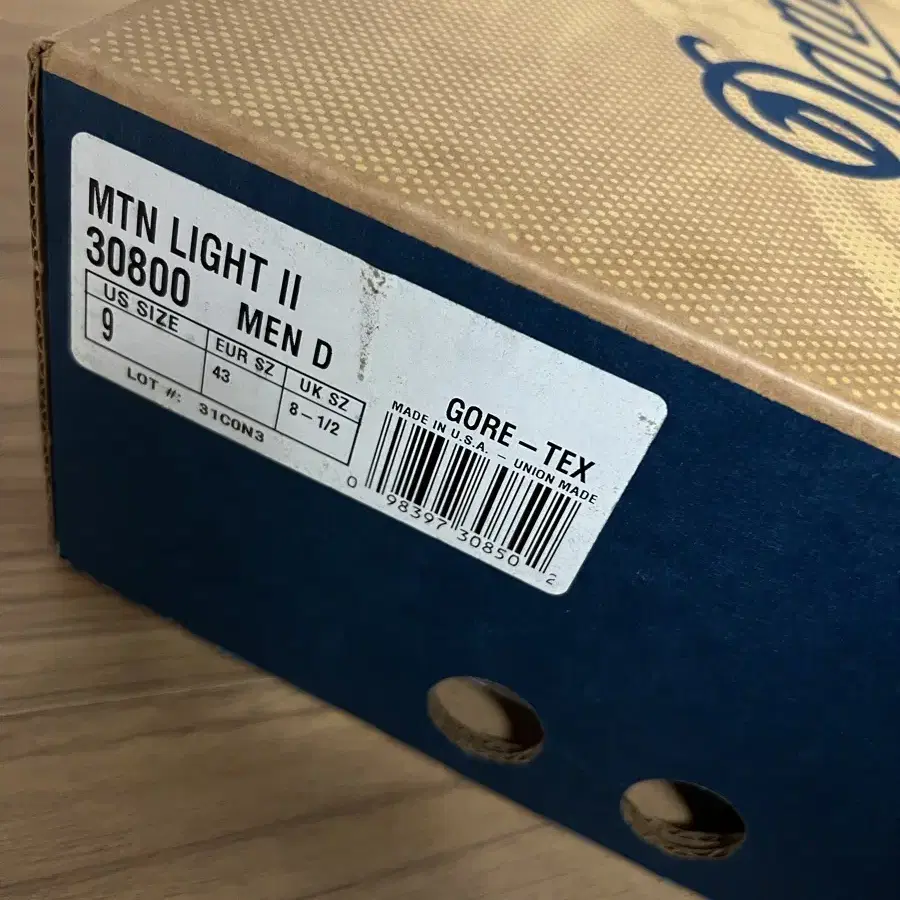 MTN LIGHT II
30800 MEN D
US SIZE EUR SZ UK SZ
9 43 8-1/2
LOT #: 31C0N3
GORE-TEX
MADE IN U.S.A. - UNION MADE
0 98397 30850 2